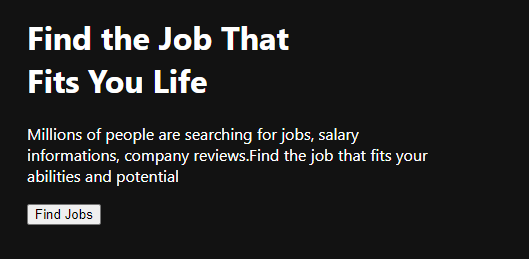 Find the Job That
Fits You Life
Millions of people are searching for jobs, salary
informations, company reviews.Find the job that fits your
abilities and potential
Find Jobs